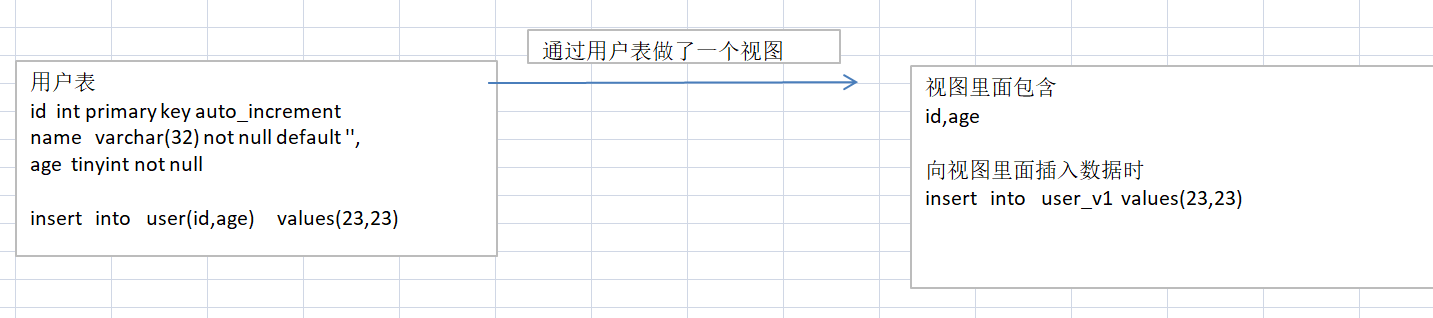 通过用户表做了一个视图
用户表
id int primary key auto_increment
name varchar(32) not null default '',
age tinyint not null
insert into user(id,age) values(23,23)
视图里面包含
id,age
向视图里面插入数据时
insert into user_v1 values(23,23)